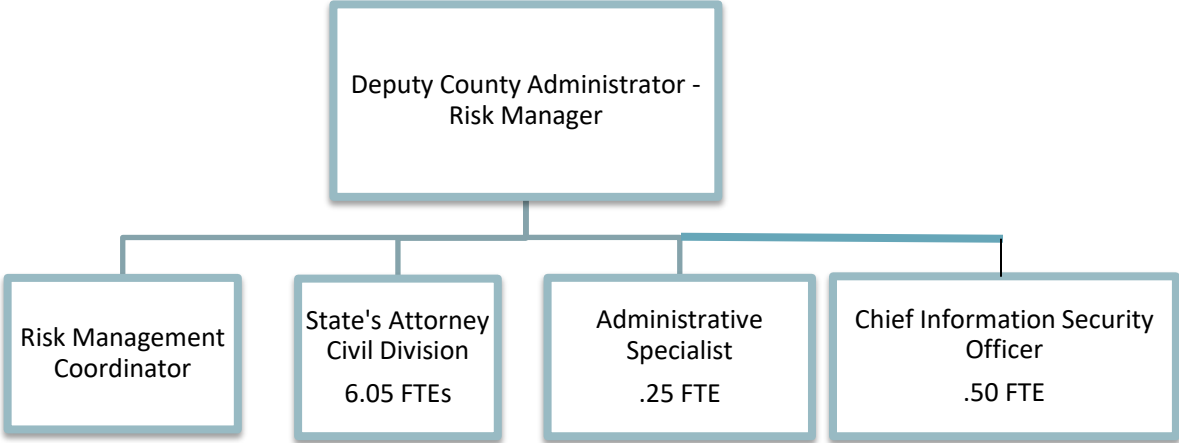 Deputy County Administrator -
Risk Manager
Risk Management
Coordinator
State's Attorney
Civil Division
6.05 FTEs
Administrative
Specialist
.25 FTE
Chief Information Security
Officer
.50 FTE